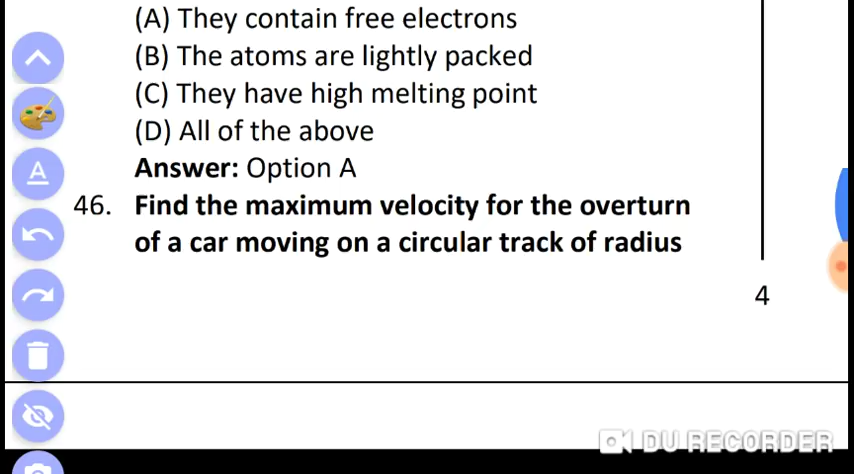 (A) They contain free electrons
(B) The atoms are lightly packed
(C) They have high melting point
(D) All of the above
Answer: Option A
46. Find the maximum velocity for the overturn
of a car moving on a circular track of radius
4
A
DU RECORDER